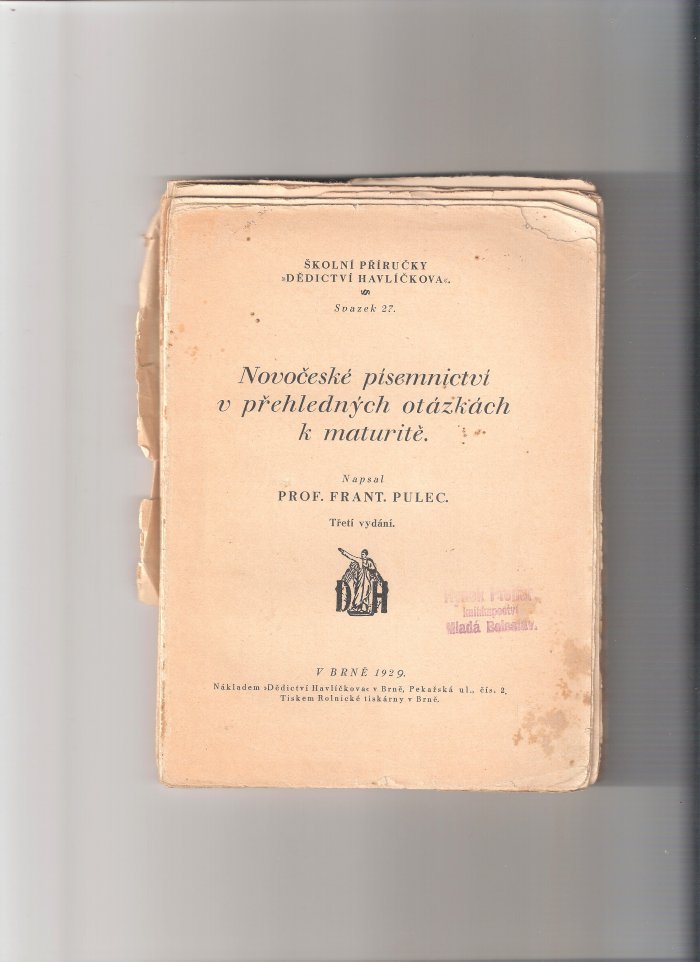 ŠKOLNÍ PŘÍRUČKY
»DĚDICTVÍ HAVLÍČKOVA«.
Svazek 27.
Novočeské písemnictví
v přehledných otázkách
k maturitě.
Napsal
PROF. FRANT. PULEC.
Třetí vydání.
D H
knihkupectví
Mladá Boleslav.
V BRNĚ 1929.
Nákladem »Dědictví Havlíčkova« v Brně, Pekařská ul., čís. 2.
Tiskem Rolnické tiskárny v Brně.